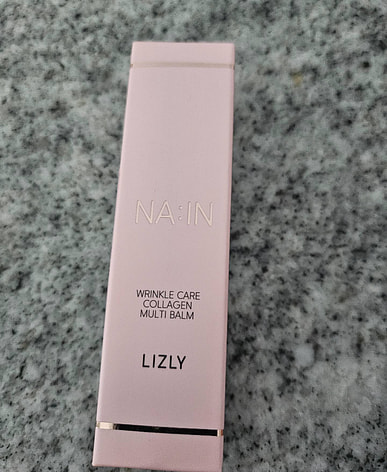 NA:IN
WRINKLE CARE
COLLAGEN
MULTI BALM
LIZLY